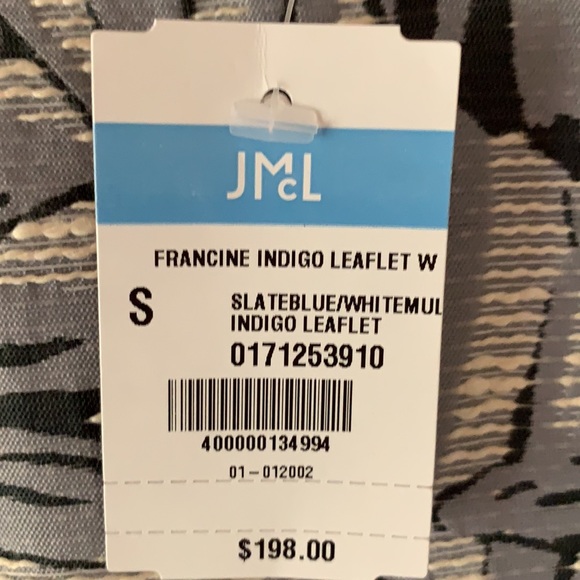 JMcL
FRANCINE INDIGO LEAFLET W
S
SLATEBLUE/WHITEMUL
INDIGO LEAFLET
0171253910
400000134994
01-012002
$198.00